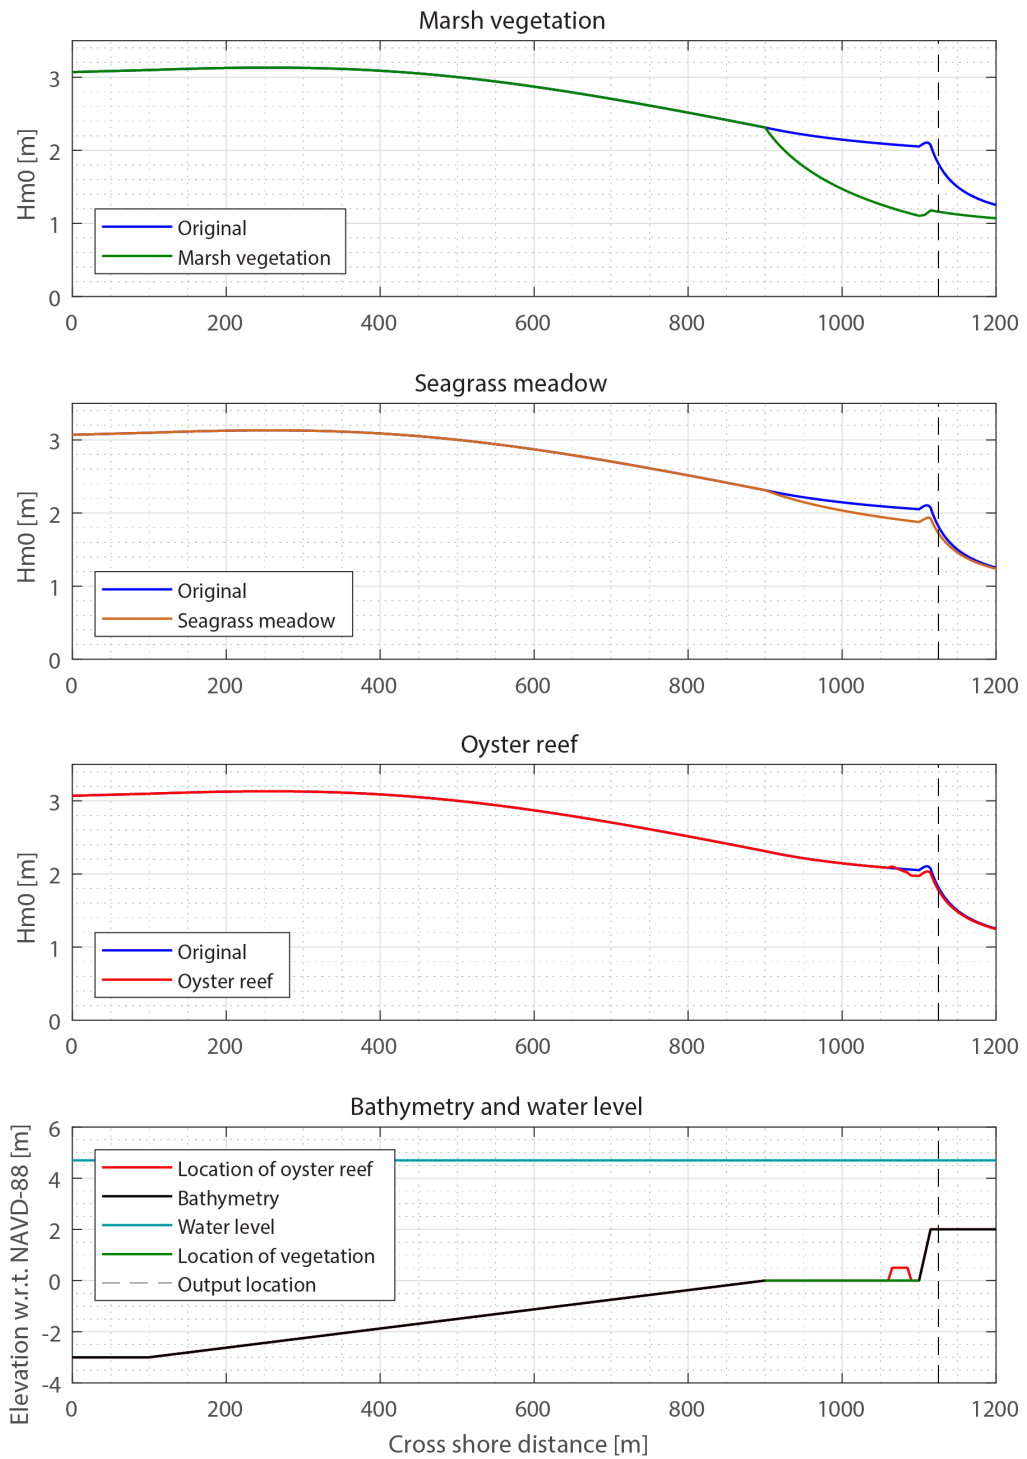 Marsh vegetation
3
2
1
0
Hm0 [m]
Original
Marsh vegetation
0 200 400 600 800 1000 1200
Seagrass meadow
3
2
1
0
Hm0 [m]
Original
Seagrass meadow
0 200 400 600 800 1000 1200
Oyster reef
3
2
1
0
Hm0 [m]
Original
Oyster reef
0 200 400 600 800 1000 1200
Bathymetry and water level
6
4
2
0
-2
-4
Elevation w.r.t. NAVD-88 [m]
Location of oyster reef
Bathymetry
Water level
Location of vegetation
Output location
0 200 400 600 800 1000 1200
Cross shore distance [m]